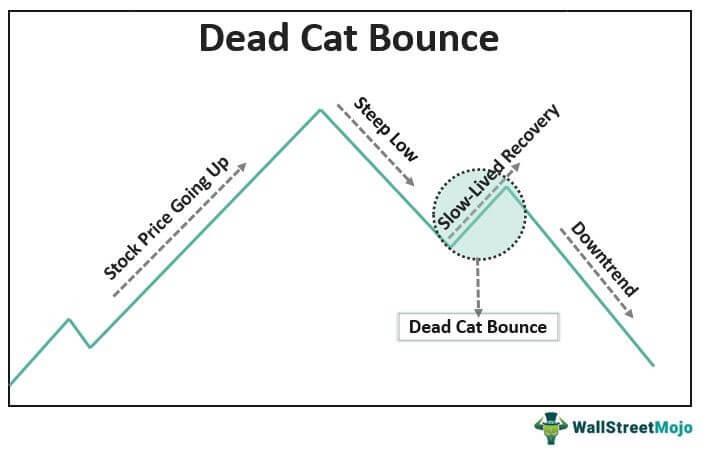 Dead Cat Bounce
Stock Price Going Up
Steep Low
Slow-Lived Recovery
Downtrend
Dead Cat Bounce
WallStreetMojo